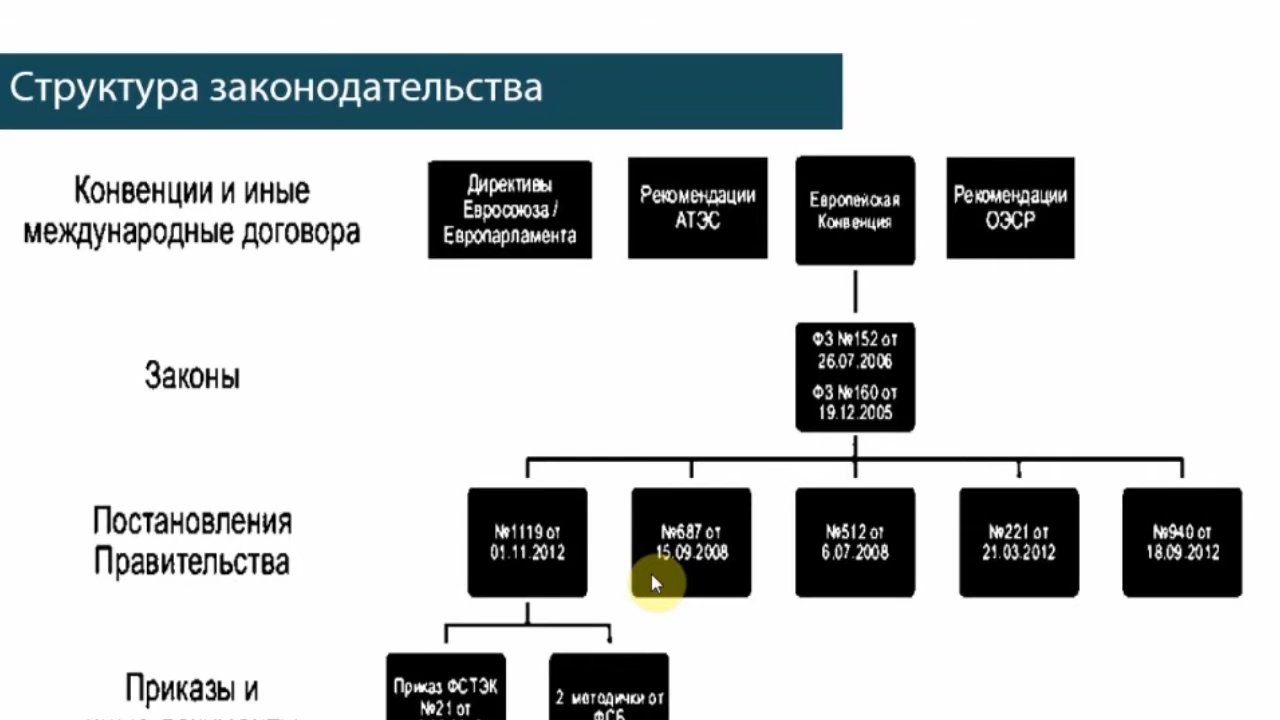 Структура законодательства
Конвенции и иные
международные договора
Директивы
Евросоюза /
Европарламента
Рекомендации
АТЭС
Европейская
Конвенция
Рекомендации
ОЭСР
Законы
ФЗ №152 от
26.07.2006
ФЗ №160 от
19.12.2005
Постановления
Правительства
№1119 от
01.11.2012
№687 от
15.09.2008
№512 от
6.07.2008
№221 от
21.03.2012
№940 от
18.09.2012
Приказы и
Приказ ФСТЭК
№21 от
2 методички от
ФСБ